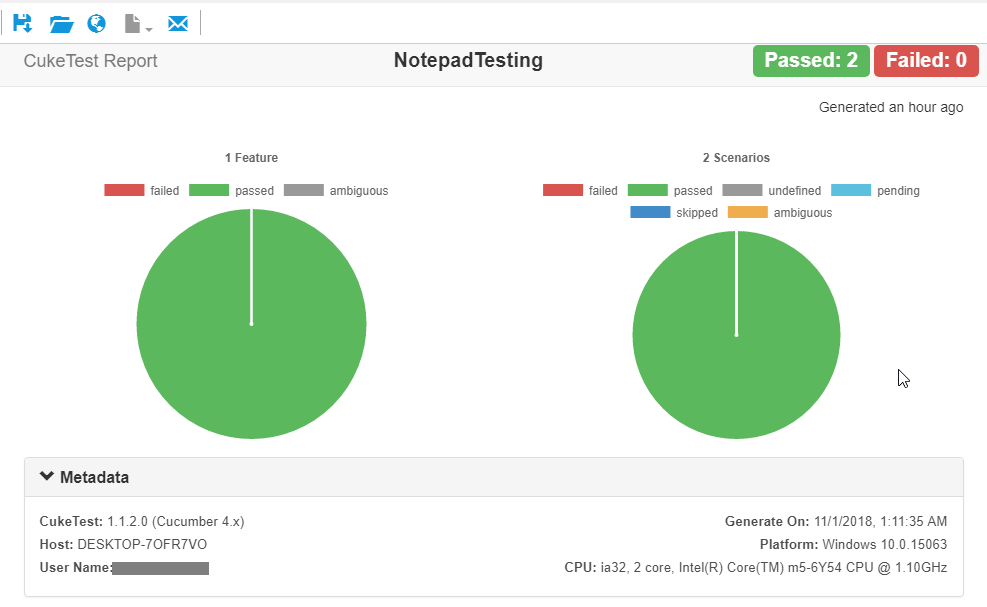 CukeTest Report NotepadTesting Passed: 2 Failed: 0
Generated an hour ago
1 Feature
failed passed ambiguous
2 Scenarios
failed passed undefined pending
skipped ambiguous
Metadata
CukeTest: 1.1.2.0 (Cucumber 4.x)
Generate On: 11/1/2018, 1:11:35 AM
Host: DESKTOP-7OFR7VO
Platform: Windows 10.0.15063
User Name:
CPU: ia32, 2 core, Intel(R) Core(TM) m5-6Y54 CPU @ 1.10GHz